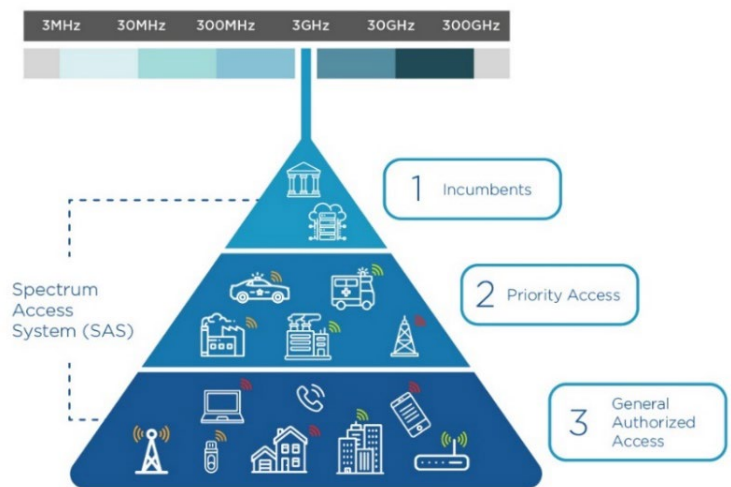 3MHz 30MHz 300MHz 3GHz 30GHz 300GHz
1 Incumbents
2 Priority Access
Spectrum
Access
System (SAS)
3 General
Authorized
Access